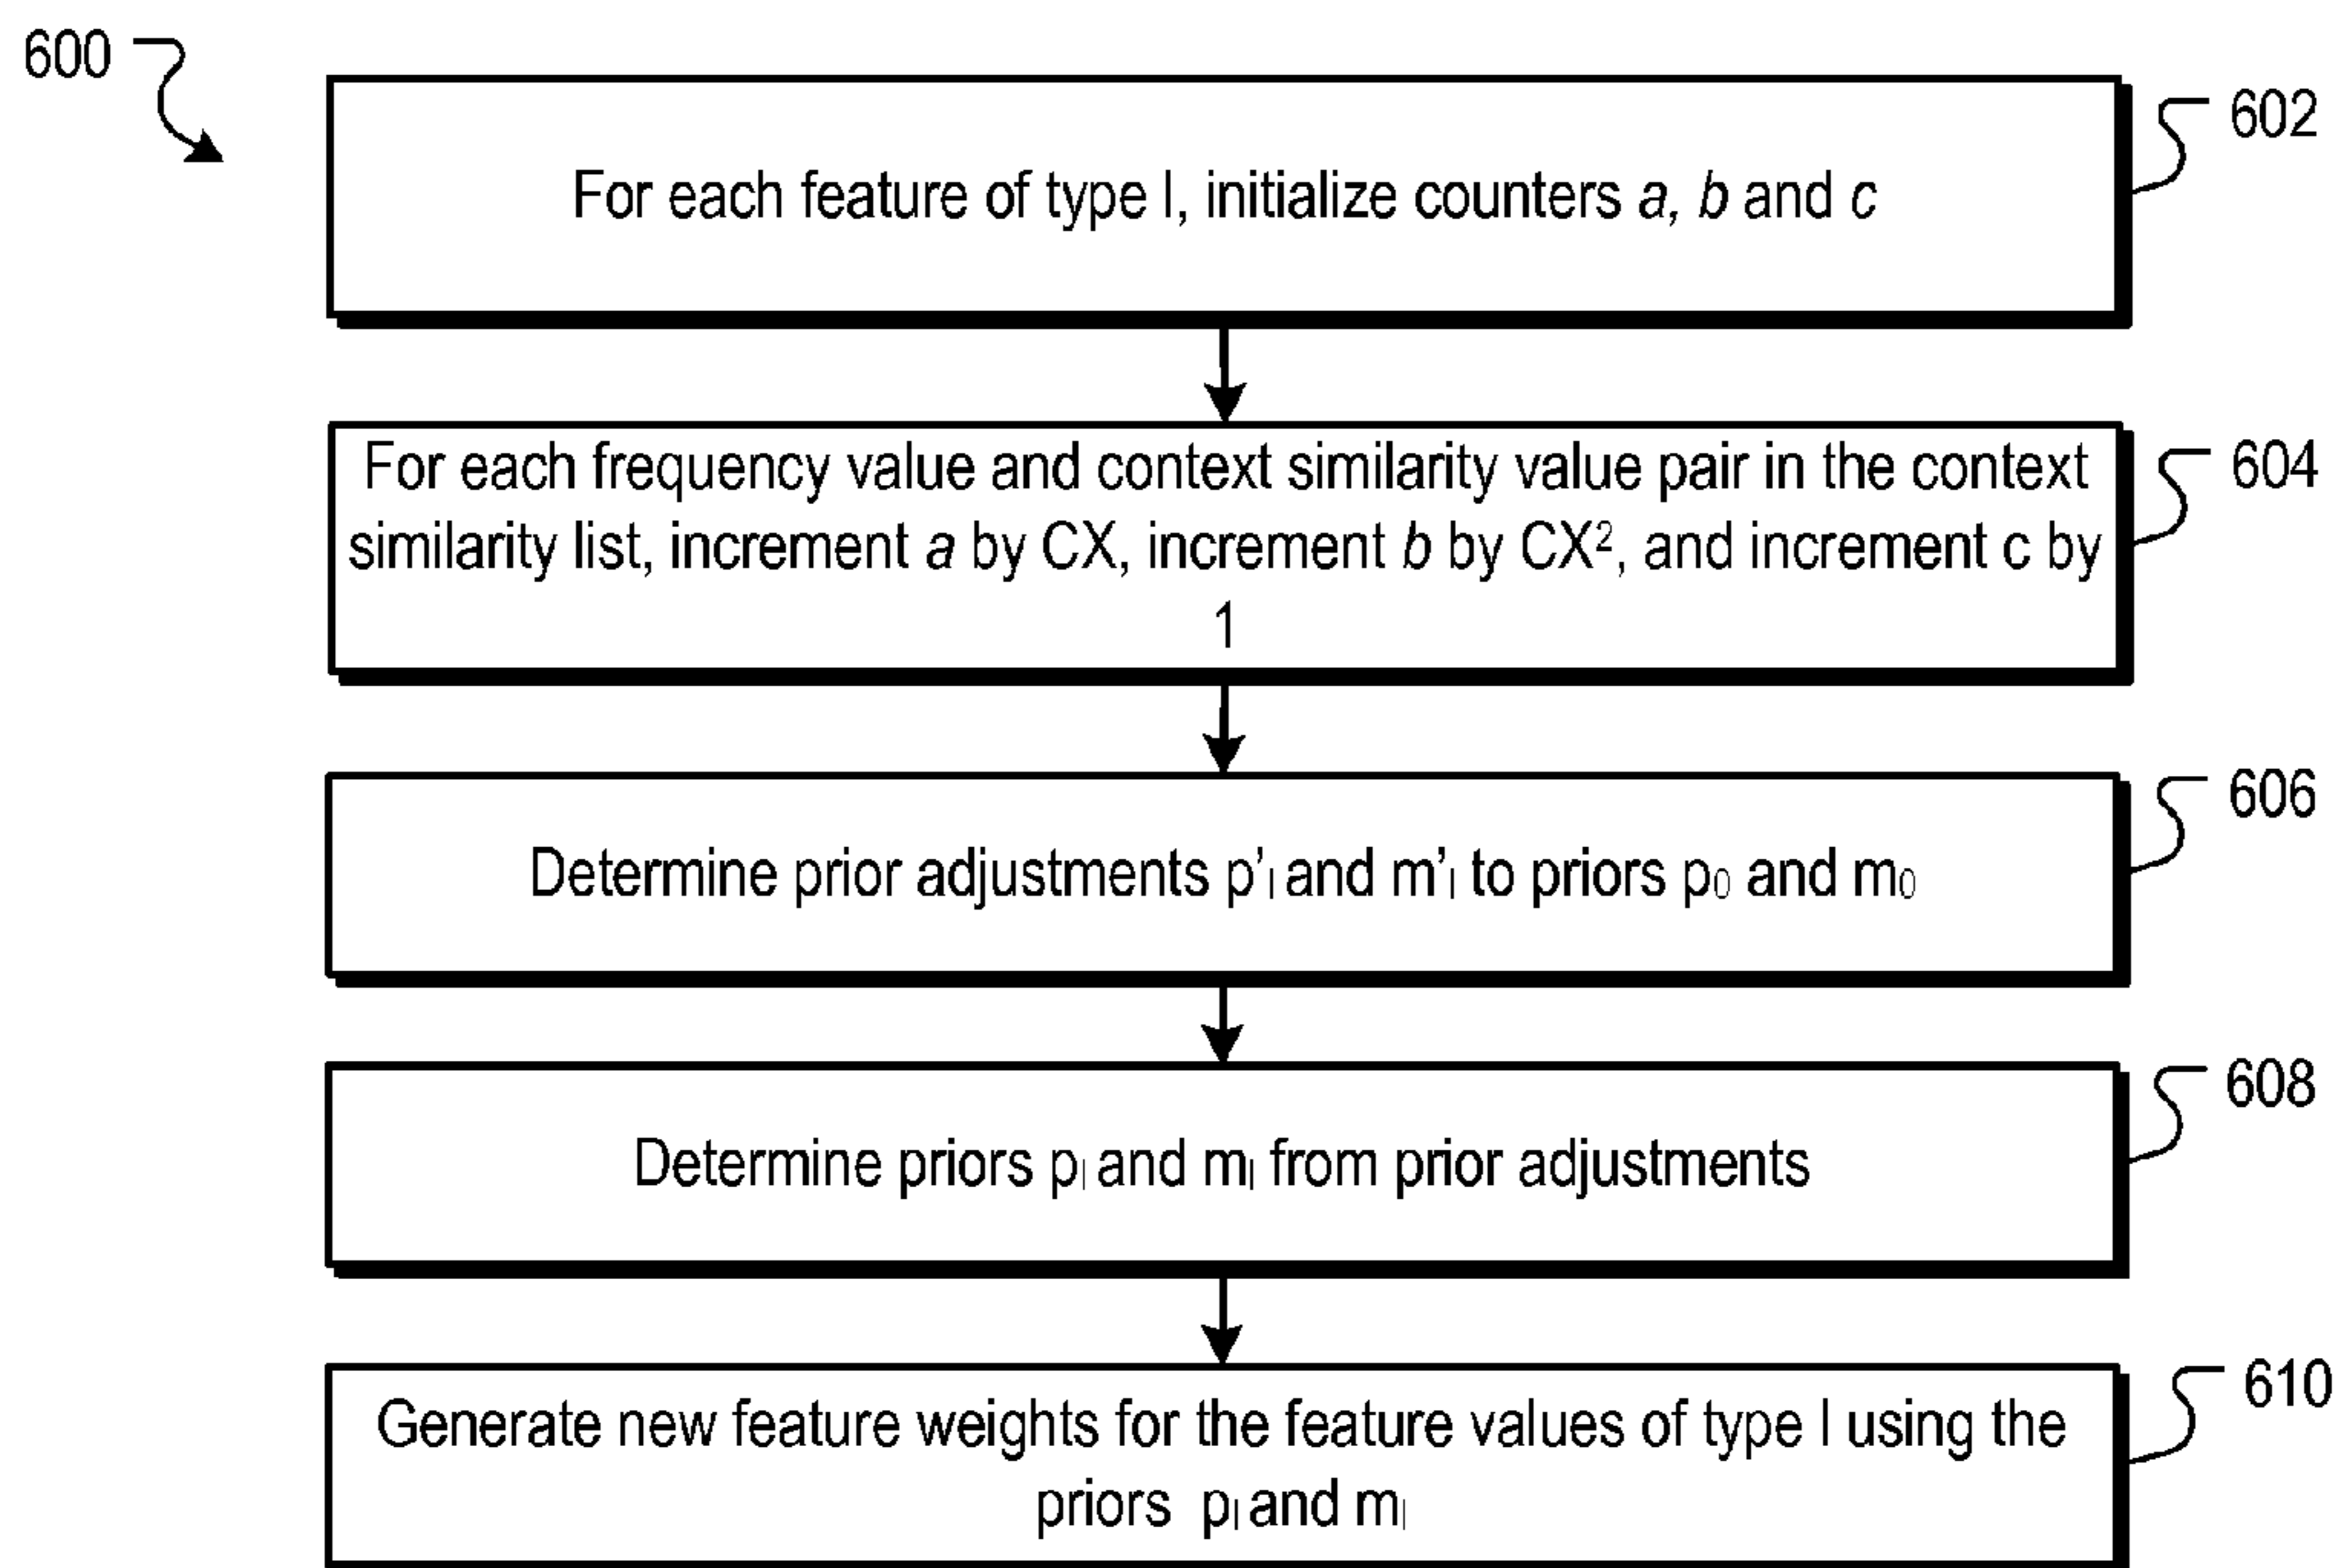 600
602
For each feature of type l, initialize counters a, b and c
604
For each frequency value and context similarity value pair in the context
similarity list, increment a by CX, increment b by CX², and increment c by
1
606
Determine prior adjustments p'ₗ and m'ₗ to priors p₀ and m₀
608
Determine priors pₗ and mₗ from prior adjustments
610
Generate new feature weights for the feature values of type l using the
priors pₗ and mₗ